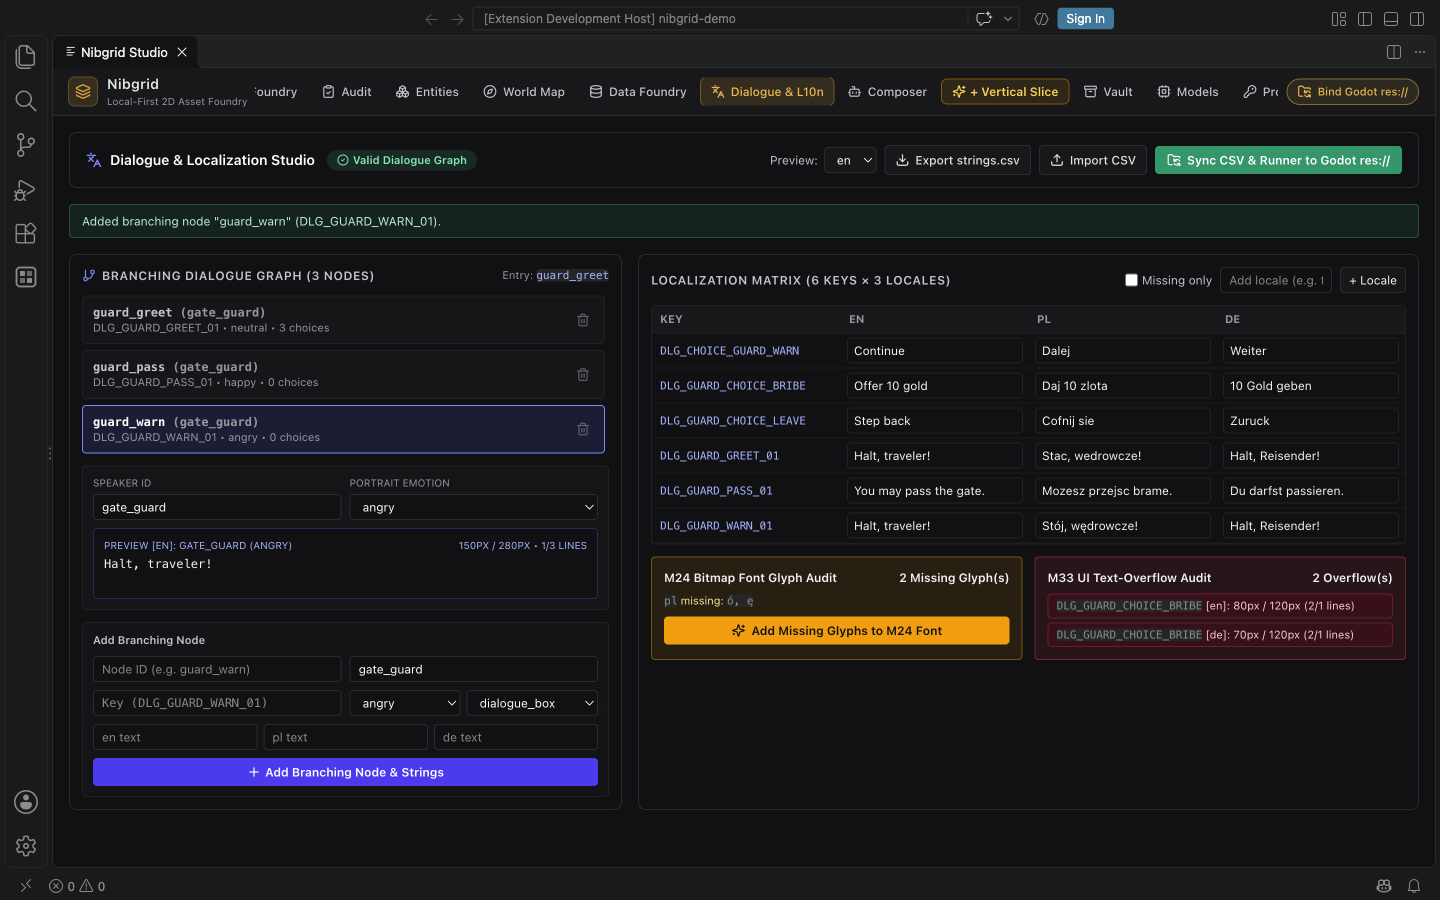 [Extension Development Host] nibgrid-demo
Sign In
Nibgrid Studio
Nibgrid
Local-First 2D Asset Foundry
oundry
Audit
Entities
World Map
Data Foundry
Dialogue & L10n
Composer
+ Vertical Slice
Vault
Models
Pro
Bind Godot res://
Dialogue & Localization Studio
Valid Dialogue Graph
Preview:
en
Export strings.csv
Import CSV
Sync CSV & Runner to Godot res://
Added branching node "guard_warn" (DLG_GUARD_WARN_01).
BRANCHING DIALOGUE GRAPH (3 NODES)
Entry: guard_greet
guard_greet (gate_guard)
DLG_GUARD_GREET_01 • neutral • 3 choices
guard_pass (gate_guard)
DLG_GUARD_PASS_01 • happy • 0 choices
guard_warn (gate_guard)
DLG_GUARD_WARN_01 • angry • 0 choices
SPEAKER ID
PORTRAIT EMOTION
gate_guard
angry
PREVIEW [EN]: GATE_GUARD (ANGRY)
150PX / 280PX • 1/3 LINES
Halt, traveler!
Add Branching Node
Node ID (e.g. guard_warn)
gate_guard
Key (DLG_GUARD_WARN_01)
angry
dialogue_box
en text
pl text
de text
+ Add Branching Node & Strings
LOCALIZATION MATRIX (6 KEYS × 3 LOCALES)
Missing only
Add locale (e.g. f
+ Locale
KEY EN PL DE
DLG_CHOICE_GUARD_WARN Continue Dalej Weiter
DLG_GUARD_CHOICE_BRIBE Offer 10 gold Daj 10 zlota 10 Gold geben
DLG_GUARD_CHOICE_LEAVE Step back Cofnij sie Zuruck
DLG_GUARD_GREET_01 Halt, traveler! Stac, wedrowcze! Halt, Reisender!
DLG_GUARD_PASS_01 You may pass the gate. Mozesz przejsc brame. Du darfst passieren.
DLG_GUARD_WARN_01 Halt, traveler! Stój, wędrowcze! Halt, Reisender!
M24 Bitmap Font Glyph Audit
2 Missing Glyph(s)
pl missing: ó, ę
Add Missing Glyphs to M24 Font
M33 UI Text-Overflow Audit
2 Overflow(s)
DLG_GUARD_CHOICE_BRIBE [en]: 80px / 120px (2/1 lines)
DLG_GUARD_CHOICE_BRIBE [de]: 70px / 120px (2/1 lines)
0
0